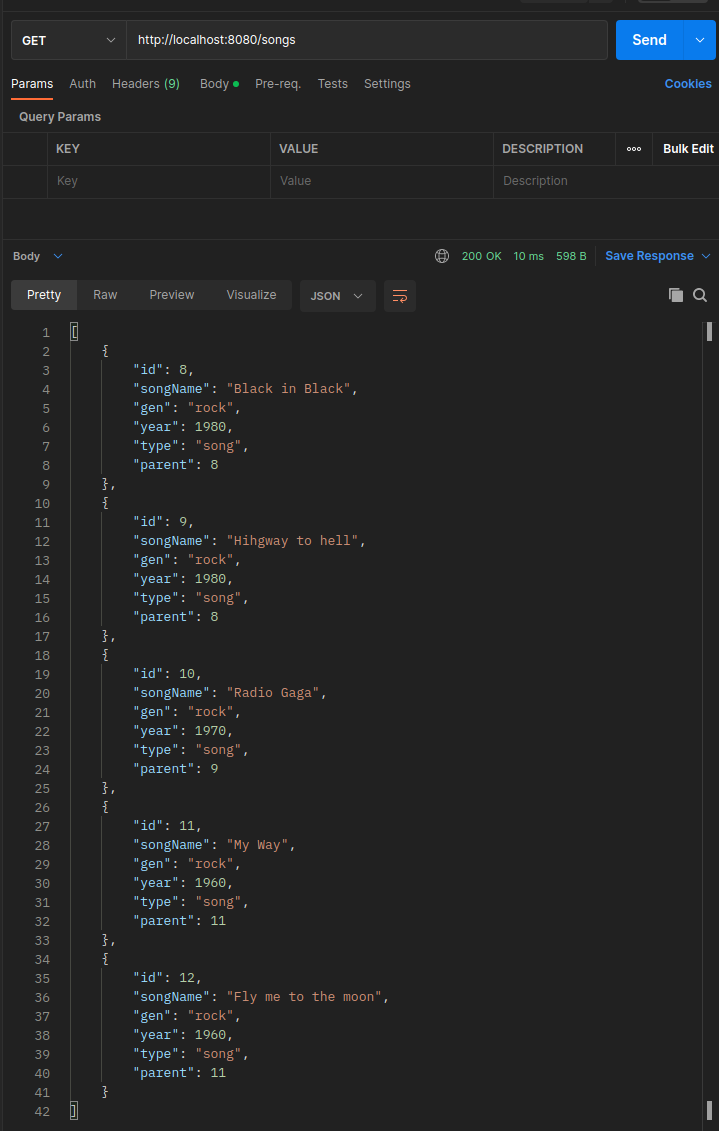 GET http://localhost:8080/songs Send
Params Auth Headers (9) Body Pre-req. Tests Settings Cookies
Query Params
KEY VALUE DESCRIPTION ooo Bulk Edit
Key Value Description
Body 200 OK 10 ms 598 B Save Response
Pretty Raw Preview Visualize JSON
1 [
2 {
3 "id": 8,
4 "songName": "Black in Black",
5 "gen": "rock",
6 "year": 1980,
7 "type": "song",
8 "parent": 8
9 },
10 {
11 "id": 9,
12 "songName": "Hihgway to hell",
13 "gen": "rock",
14 "year": 1980,
15 "type": "song",
16 "parent": 8
17 },
18 {
19 "id": 10,
20 "songName": "Radio Gaga",
21 "gen": "rock",
22 "year": 1970,
23 "type": "song",
24 "parent": 9
25 },
26 {
27 "id": 11,
28 "songName": "My Way",
29 "gen": "rock",
30 "year": 1960,
31 "type": "song",
32 "parent": 11
33 },
34 {
35 "id": 12,
36 "songName": "Fly me to the moon",
37 "gen": "rock",
38 "year": 1960,
39 "type": "song",
40 "parent": 11
41 }
42 ]